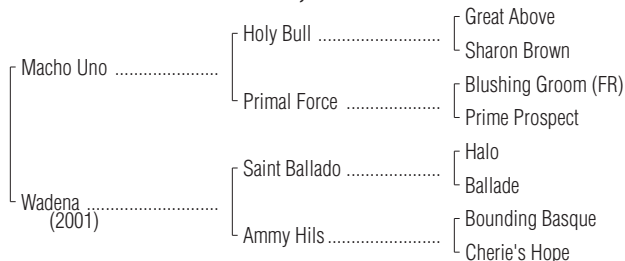 Great Above
Holy Bull ..........................
Sharon Brown
Macho Uno ......................
Blushing Groom (FR)
Primal Force ....................
Prime Prospect
Halo
Saint Ballado ....................
Ballade
Wadena ............................
(2001)
Bounding Basque
Ammy Hils ........................
Cherie's Hope